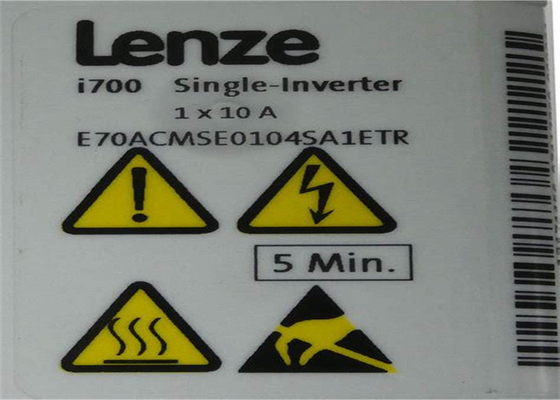 Lenze
i700 Single-Inverter
1 x 10 A
E70ACMSE0104SA1ETR
5 Min.